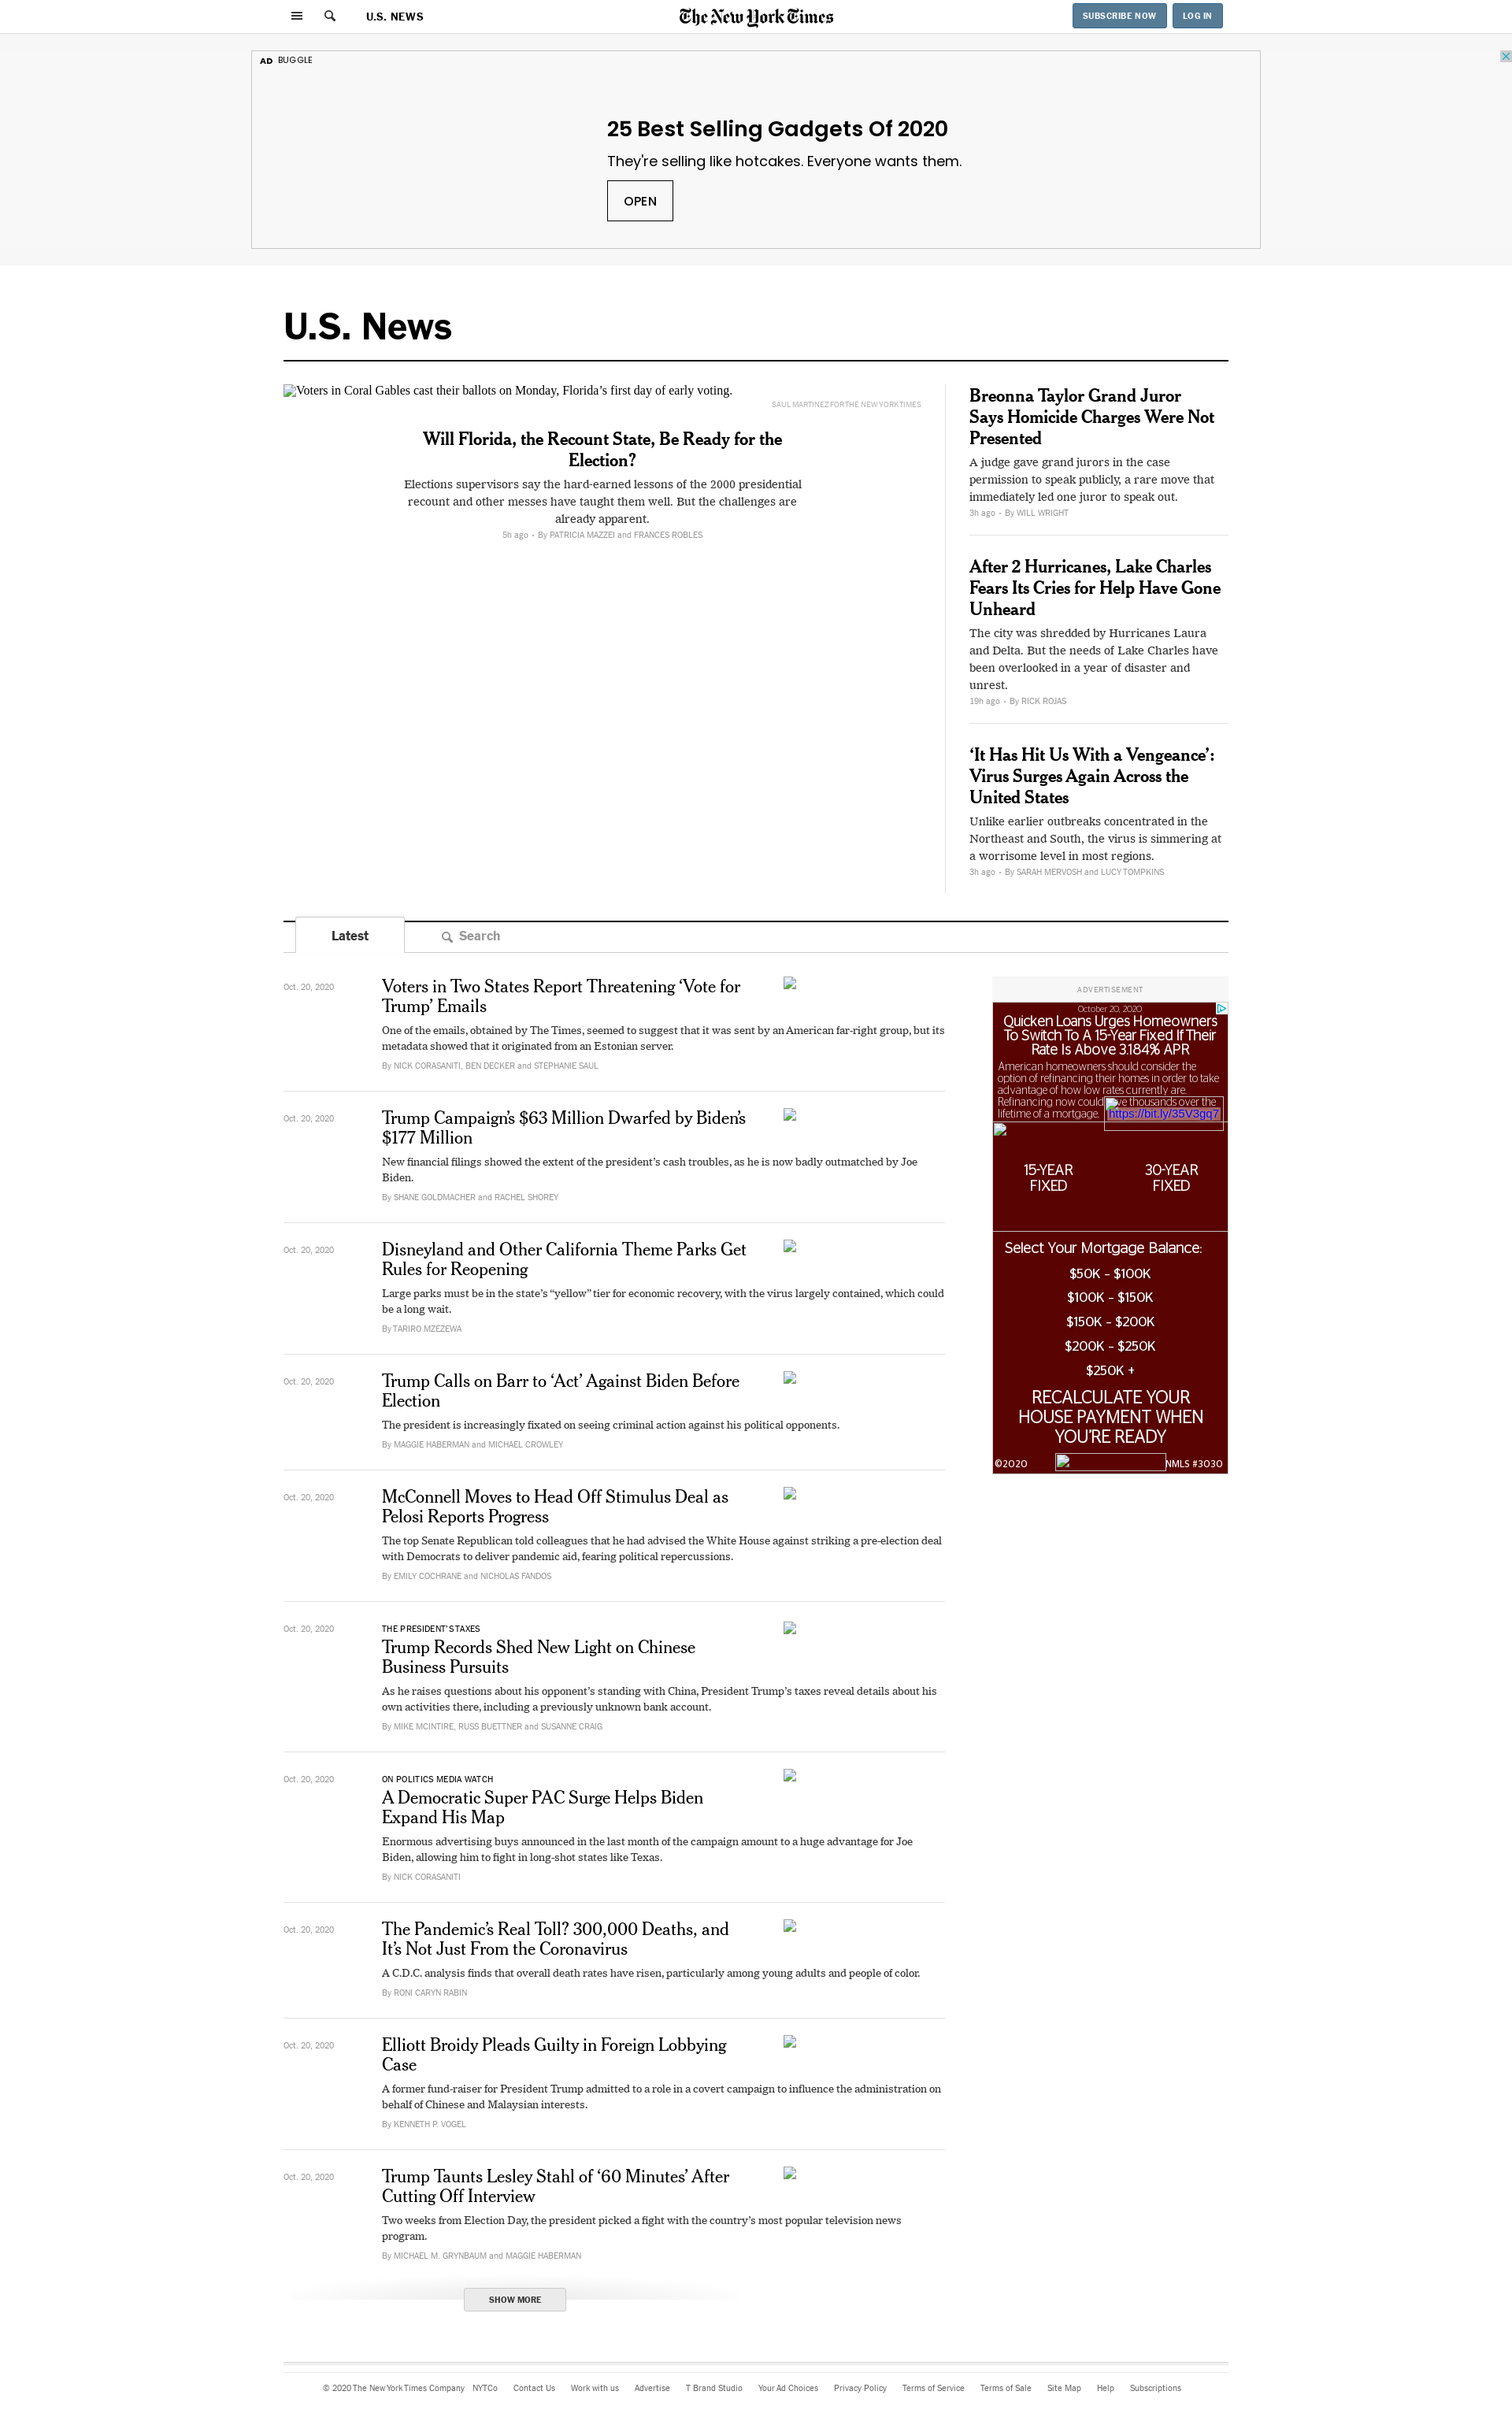 U.S. NEWS
The New York Times
SUBSCRIBE NOW
LOG IN
AD BUGGLE
25 Best Selling Gadgets Of 2020
They're selling like hotcakes. Everyone wants them.
OPEN
U.S. News
Voters in Coral Gables cast their ballots on Monday, Florida’s first day of early voting.
SAUL MARTINEZ FOR THE NEW YORK TIMES
Will Florida, the Recount State, Be Ready for the
Election?
Elections supervisors say the hard-earned lessons of the 2000 presidential
recount and other messes have taught them well. But the challenges are
already apparent.
5h ago • By PATRICIA MAZZEI and FRANCES ROBLES
Breonna Taylor Grand Juror
Says Homicide Charges Were Not
Presented
A judge gave grand jurors in the case
permission to speak publicly, a rare move that
immediately led one juror to speak out.
3h ago • By WILL WRIGHT
After 2 Hurricanes, Lake Charles
Fears Its Cries for Help Have Gone
Unheard
The city was shredded by Hurricanes Laura
and Delta. But the needs of Lake Charles have
been overlooked in a year of disaster and
unrest.
19h ago • By RICK ROJAS
‘It Has Hit Us With a Vengeance’:
Virus Surges Again Across the
United States
Unlike earlier outbreaks concentrated in the
Northeast and South, the virus is simmering at
a worrisome level in most regions.
3h ago • By SARAH MERVOSH and LUCY TOMPKINS
Latest
Search
Oct. 20, 2020
Voters in Two States Report Threatening ‘Vote for
Trump’ Emails
One of the emails, obtained by The Times, seemed to suggest that it was sent by an American far-right group, but its
metadata showed that it originated from an Estonian server.
By NICK CORASANITI, BEN DECKER and STEPHANIE SAUL
Oct. 20, 2020
Trump Campaign’s $63 Million Dwarfed by Biden’s
$177 Million
New financial filings showed the extent of the president’s cash troubles, as he is now badly outmatched by Joe
Biden.
By SHANE GOLDMACHER and RACHEL SHOREY
Oct. 20, 2020
Disneyland and Other California Theme Parks Get
Rules for Reopening
Large parks must be in the state’s “yellow” tier for economic recovery, with the virus largely contained, which could
be a long wait.
By TARIRO MZEZEWA
Oct. 20, 2020
Trump Calls on Barr to ‘Act’ Against Biden Before
Election
The president is increasingly fixated on seeing criminal action against his political opponents.
By MAGGIE HABERMAN and MICHAEL CROWLEY
Oct. 20, 2020
McConnell Moves to Head Off Stimulus Deal as
Pelosi Reports Progress
The top Senate Republican told colleagues that he had advised the White House against striking a pre-election deal
with Democrats to deliver pandemic aid, fearing political repercussions.
By EMILY COCHRANE and NICHOLAS FANDOS
Oct. 20, 2020
THE PRESIDENT’S TAXES
Trump Records Shed New Light on Chinese
Business Pursuits
As he raises questions about his opponent’s standing with China, President Trump’s taxes reveal details about his
own activities there, including a previously unknown bank account.
By MIKE MCINTIRE, RUSS BUETTNER and SUSANNE CRAIG
Oct. 20, 2020
ON POLITICS MEDIA WATCH
A Democratic Super PAC Surge Helps Biden
Expand His Map
Enormous advertising buys announced in the last month of the campaign amount to a huge advantage for Joe
Biden, allowing him to fight in long-shot states like Texas.
By NICK CORASANITI
Oct. 20, 2020
The Pandemic’s Real Toll? 300,000 Deaths, and
It’s Not Just From the Coronavirus
A C.D.C. analysis finds that overall death rates have risen, particularly among young adults and people of color.
By RONI CARYN RABIN
Oct. 20, 2020
Elliott Broidy Pleads Guilty in Foreign Lobbying
Case
A former fund-raiser for President Trump admitted to a role in a covert campaign to influence the administration on
behalf of Chinese and Malaysian interests.
By KENNETH P. VOGEL
Oct. 20, 2020
Trump Taunts Lesley Stahl of ‘60 Minutes’ After
Cutting Off Interview
Two weeks from Election Day, the president picked a fight with the country’s most popular television news
program.
By MICHAEL M. GRYNBAUM and MAGGIE HABERMAN
SHOW MORE
ADVERTISEMENT
October 20, 2020
Quicken Loans Urges Homeowners
To Switch To A 15-Year Fixed If Their
Rate Is Above 3.184% APR
American homeowners should consider the
option of refinancing their homes in order to take
advantage of how low rates currently are.
Refinancing now could thousands over the
lifetime of a mortgage. https://bit.ly/35V3gq7
15-YEAR
FIXED
30-YEAR
FIXED
Select Your Mortgage Balance:
$50K - $100K
$100K - $150K
$150K - $200K
$200K - $250K
$250K +
RECALCULATE YOUR
HOUSE PAYMENT WHEN
YOU’RE READY
©2020
NMLS #3030
© 2020 The New York Times Company NYTCo Contact Us Work with us Advertise T Brand Studio Your Ad Choices Privacy Policy Terms of Service Terms of Sale Site Map Help Subscriptions